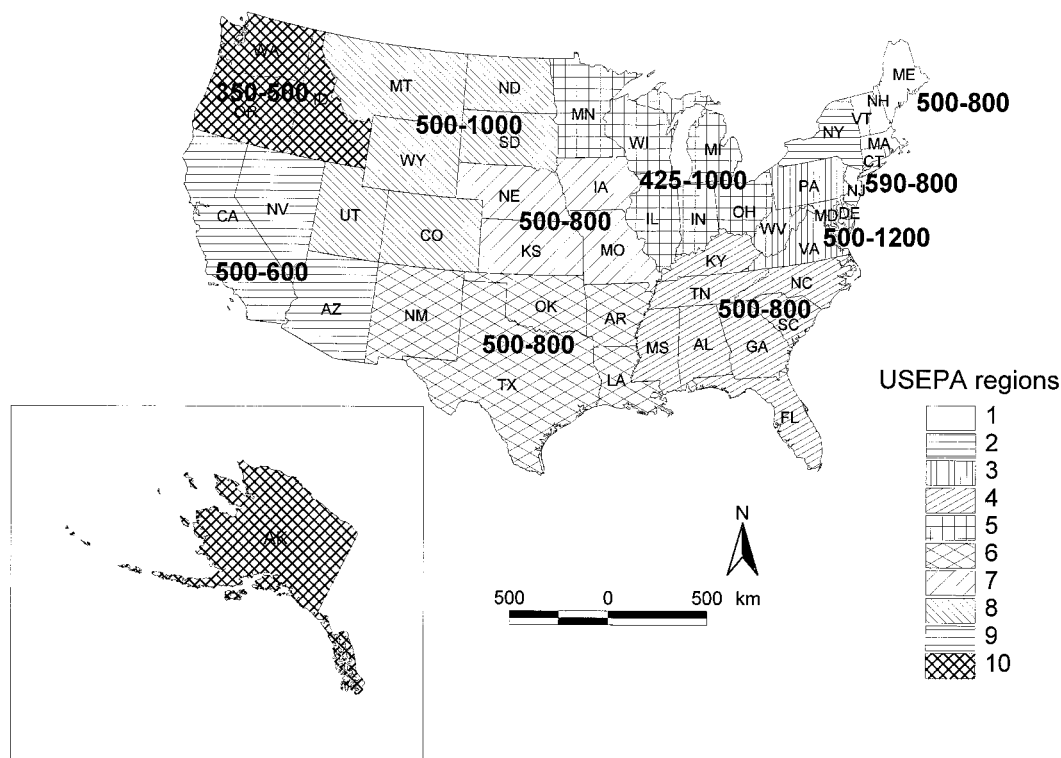 WA
ME
MT
ND
NH
350-500
ID
MN
VT
500-800
OR
500-1000
WI
NY
MA
SD
MI
CT
WY
425-1000
590-800
IA
PA
NJ
NE
CA
NV
OH
MD
DE
UT
500-800
IL
IN
WV
CO
KS
MO
VA
500-1200
KY
500-600
NC
TN
AZ
NM
OK
AR
500-800
SC
500-800
MS
AL
GA
TX
LA
USEPA regions
FL
1
2
3
4
5
6
7
8
9
10
N
AK
500 0 500 km